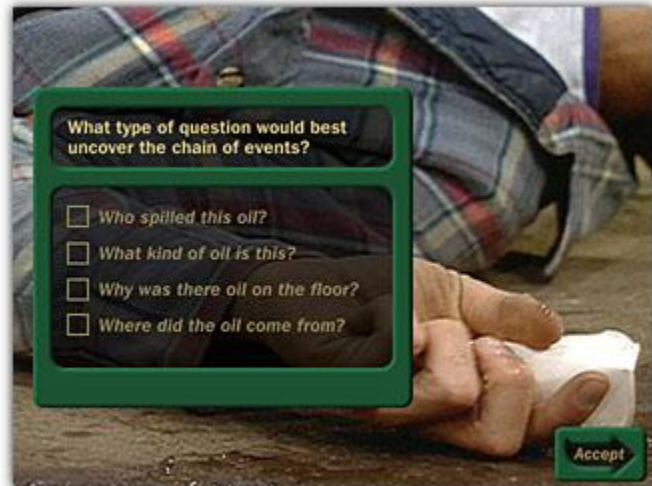 What type of question would best
uncover the chain of events?
Who spilled this oil?
What kind of oil is this?
Why was there oil on the floor?
Where did the oil come from?
Accept